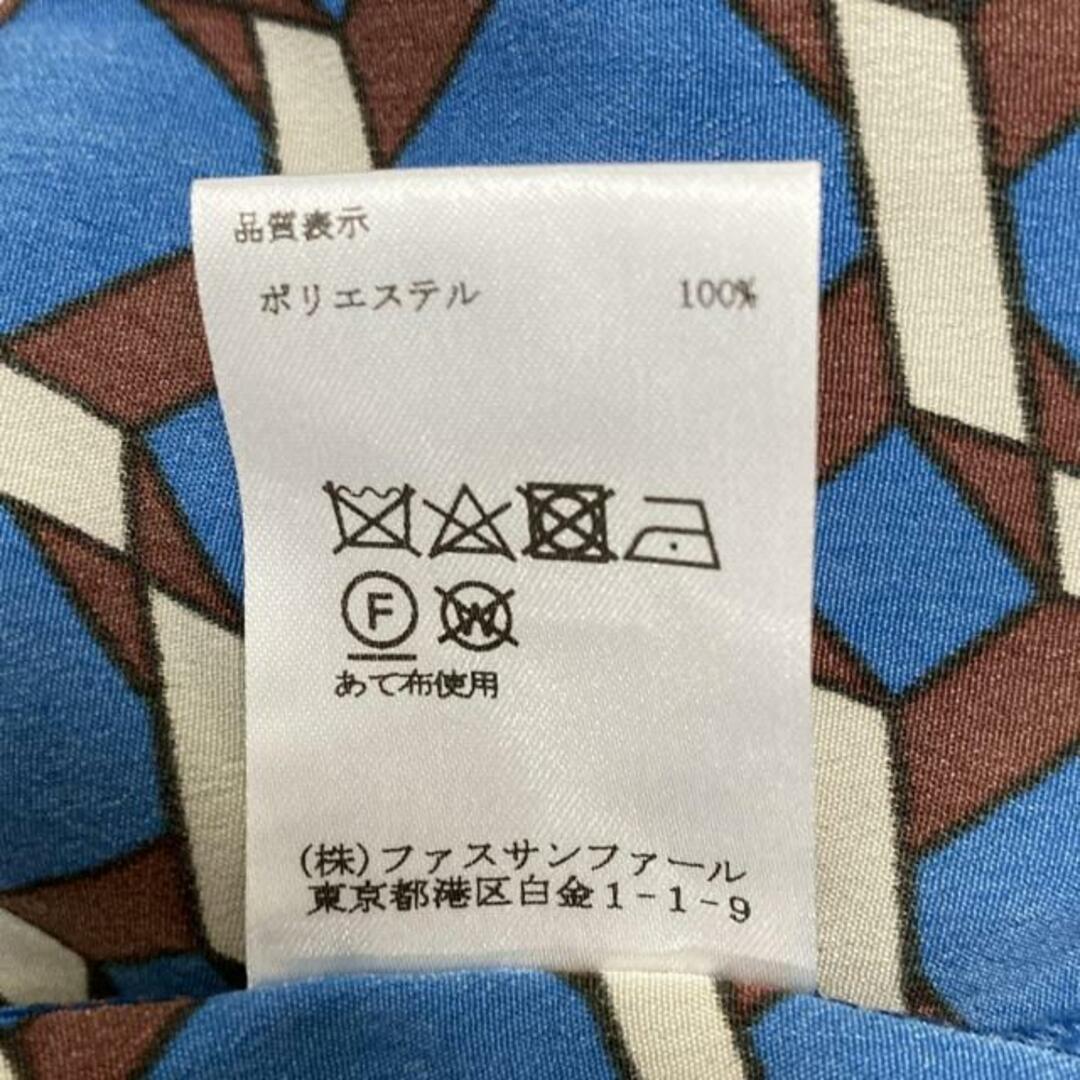 品質表示
ポリエステル 100%
F W
あて布使用
(株)ファスサンファール
東京都港区白金1-1-9